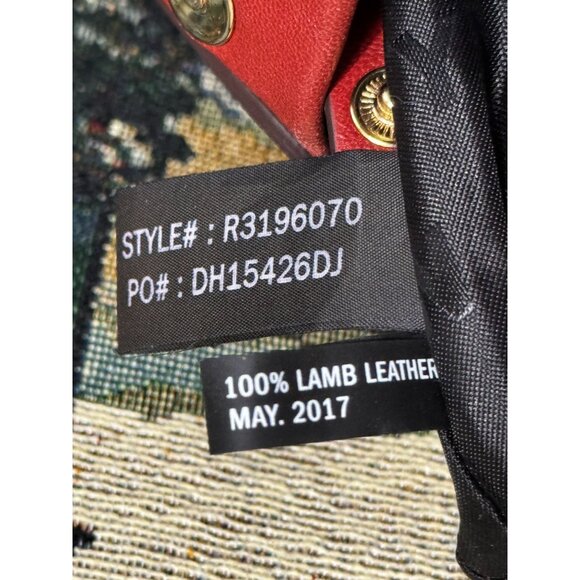 STYLE# : R3196070
PO# : DH15426DJ
100% LAMB LEATHER
MAY. 2017